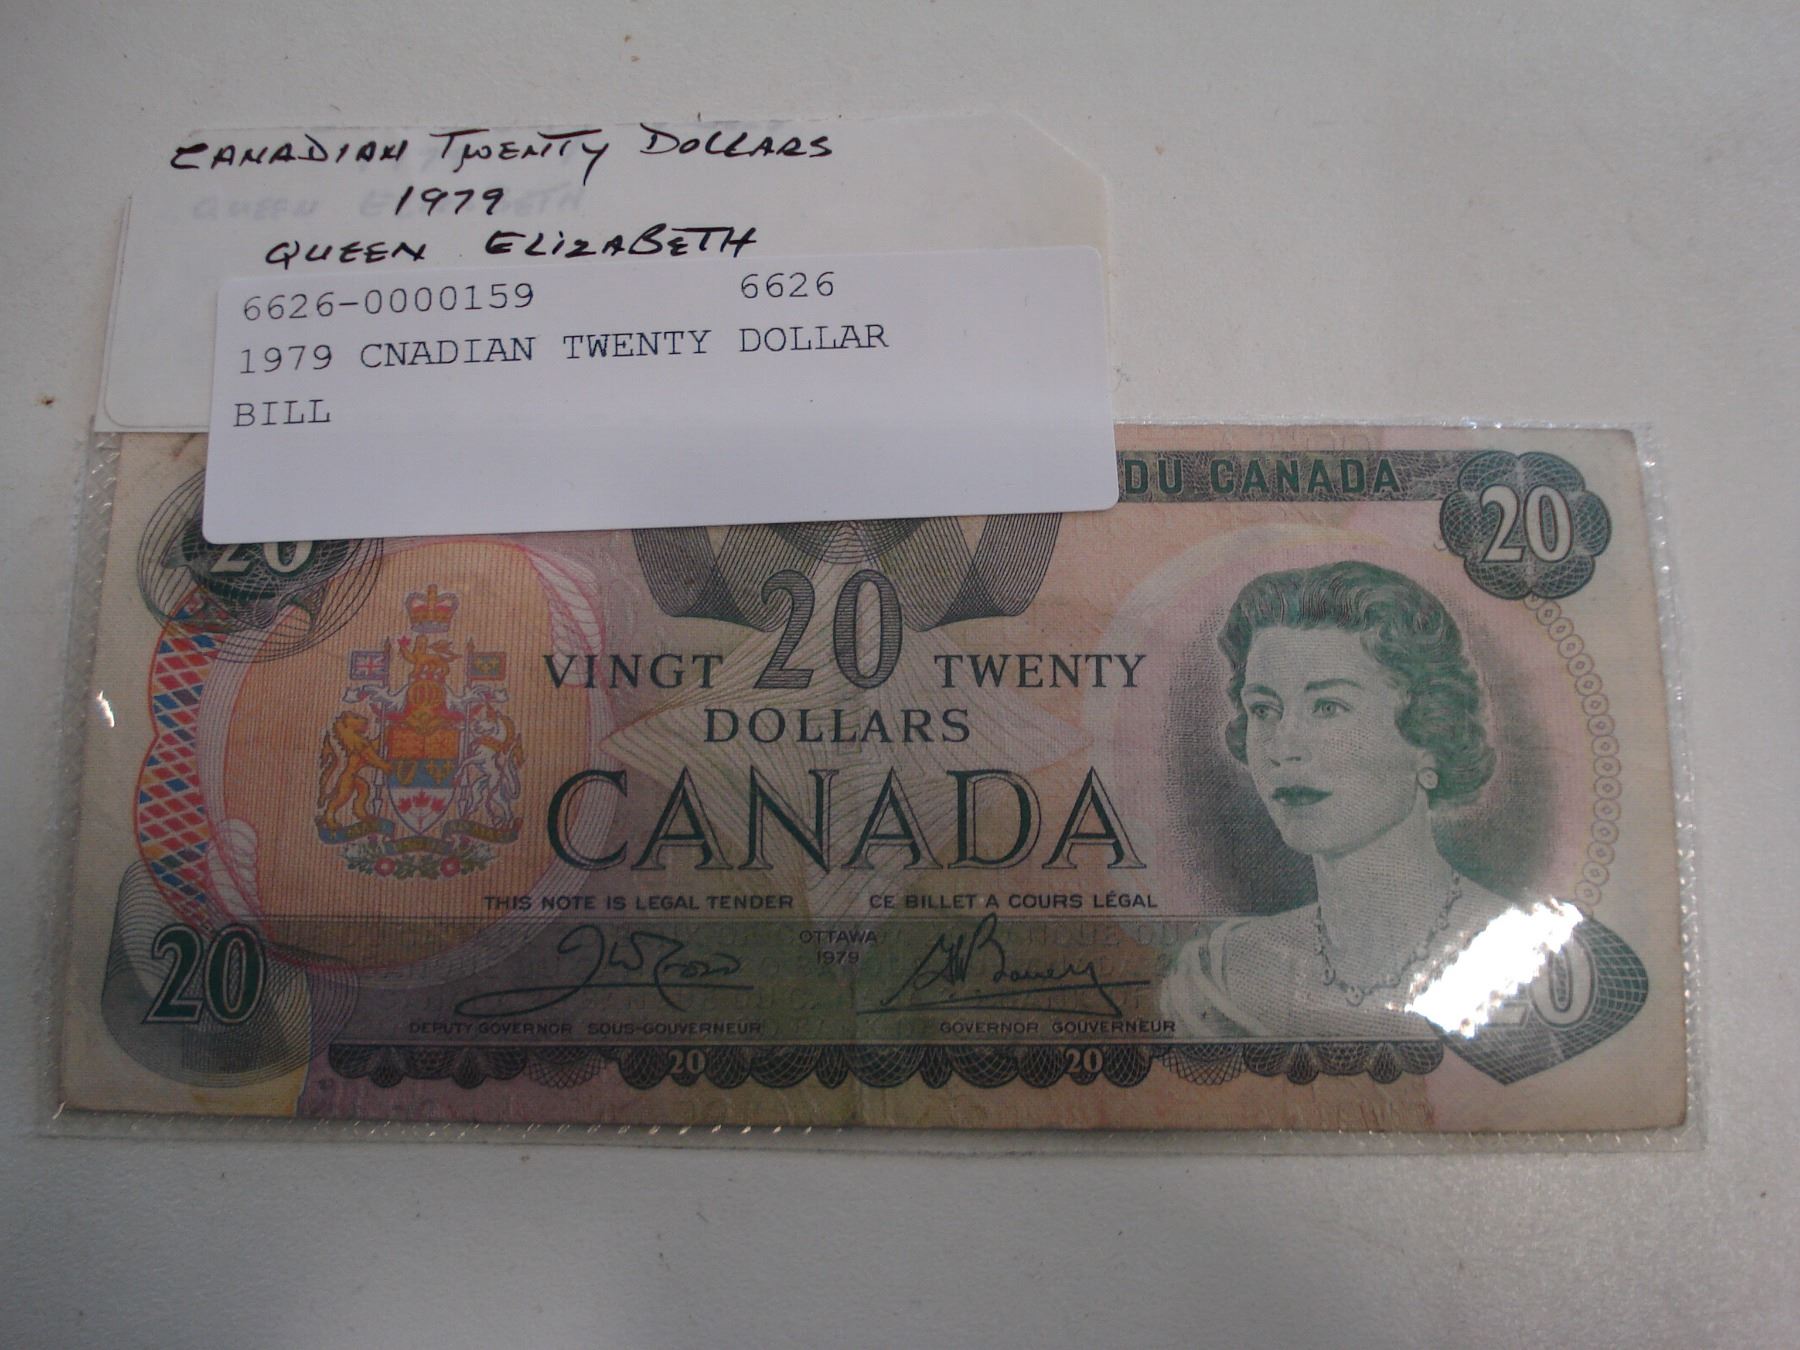 CANADIAN TWENTY DOLLARS
1979
QUEEN ELIZABETH
6626-0000159 6626
1979 CNADIAN TWENTY DOLLAR
BILL
DU CANADA 20
20
20
VINGT TWENTY
DOLLARS
CANADA
THIS NOTE IS LEGAL TENDER CE BILLET A COURS LÉGAL
OTTAWA
1979
20 20
DEPUTY GOVERNOR SOUS-GOUVERNEUR GOVERNOR GOUVERNEUR
20 20